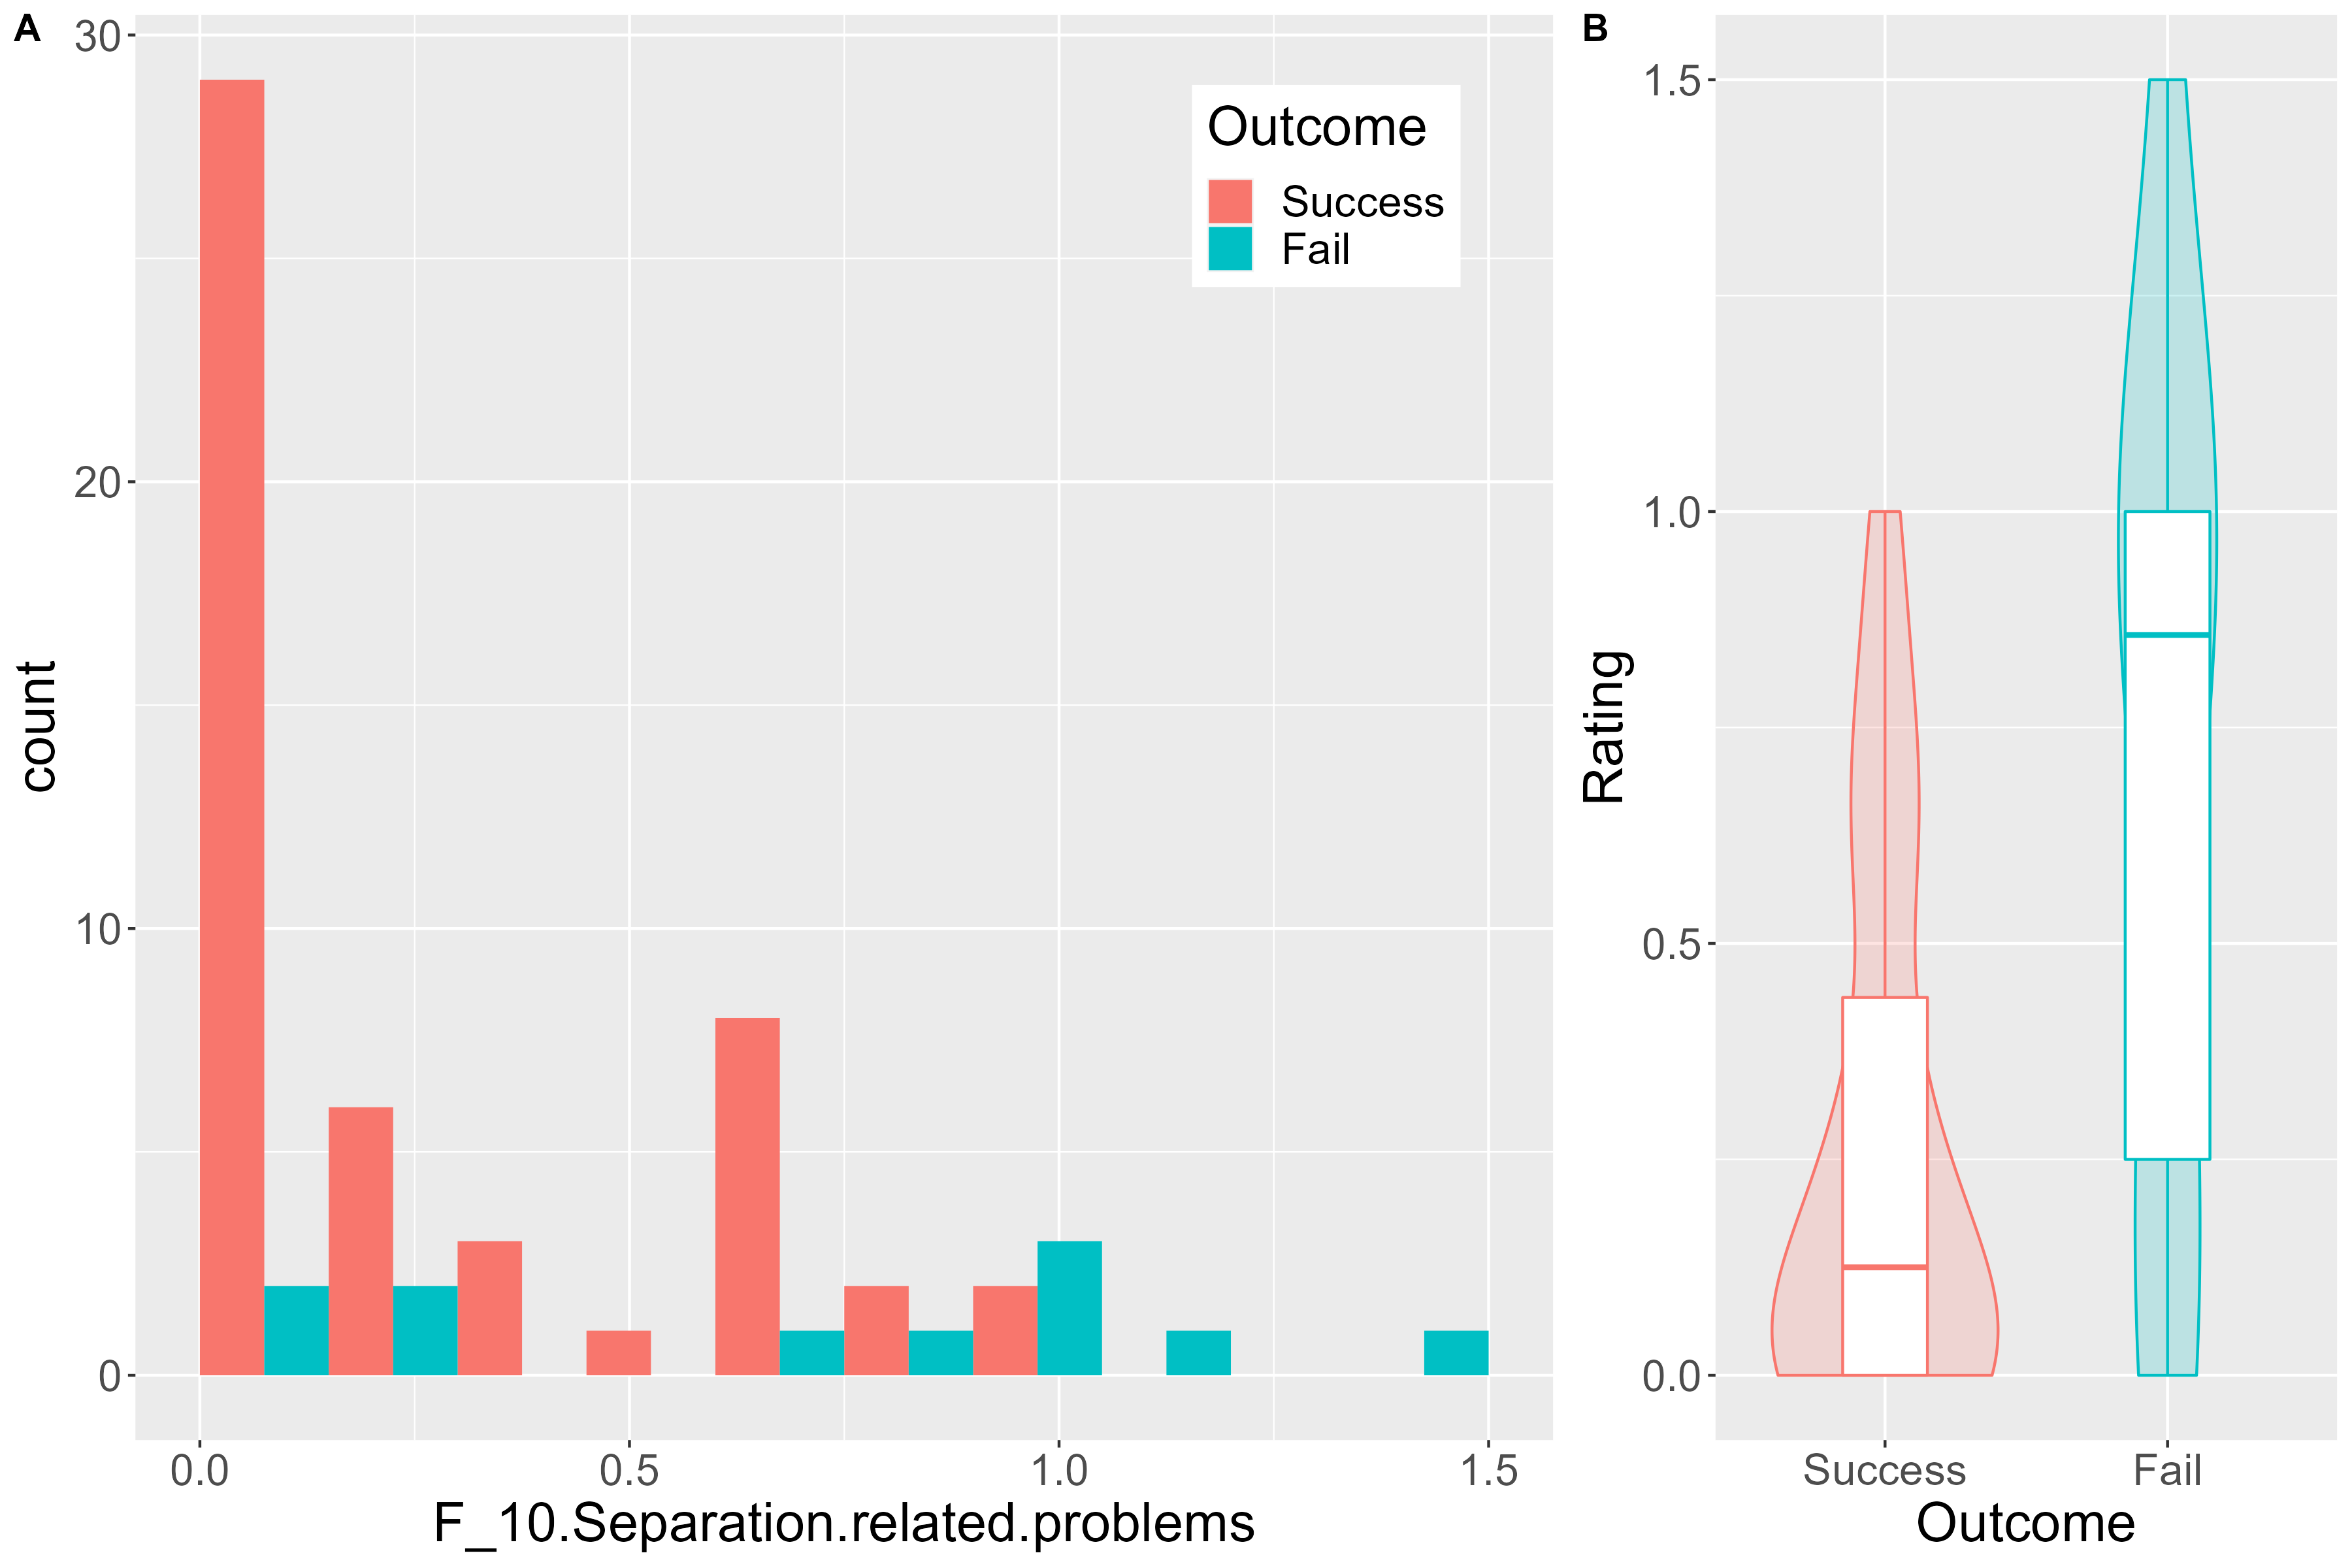 A
30
20
10
0
count
0.0
0.5
1.0
1.5
F_10.Separation.related.problems
Outcome
Success
Fail
B
1.5
1.0
0.5
0.0
Rating
Success
Fail
Outcome